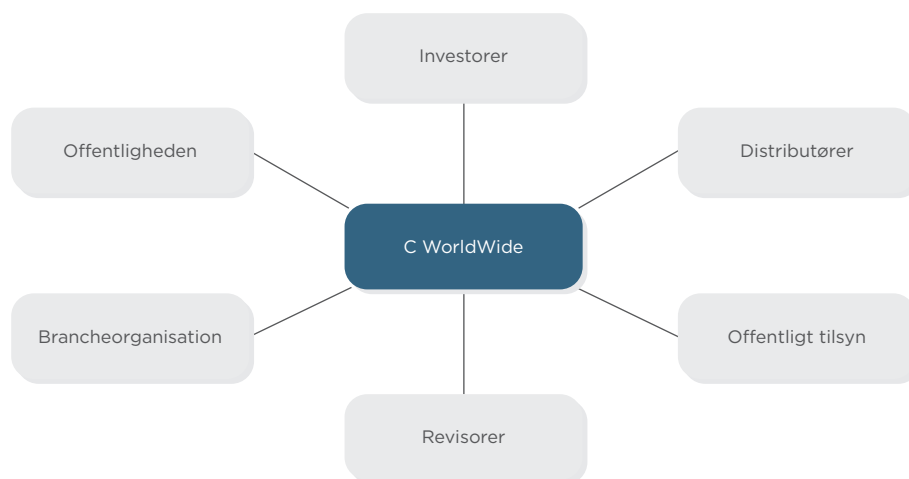 Investorer
Offentligheden
Distributører
C WorldWide
Brancheorganisation
Offentligt tilsyn
Revisorer